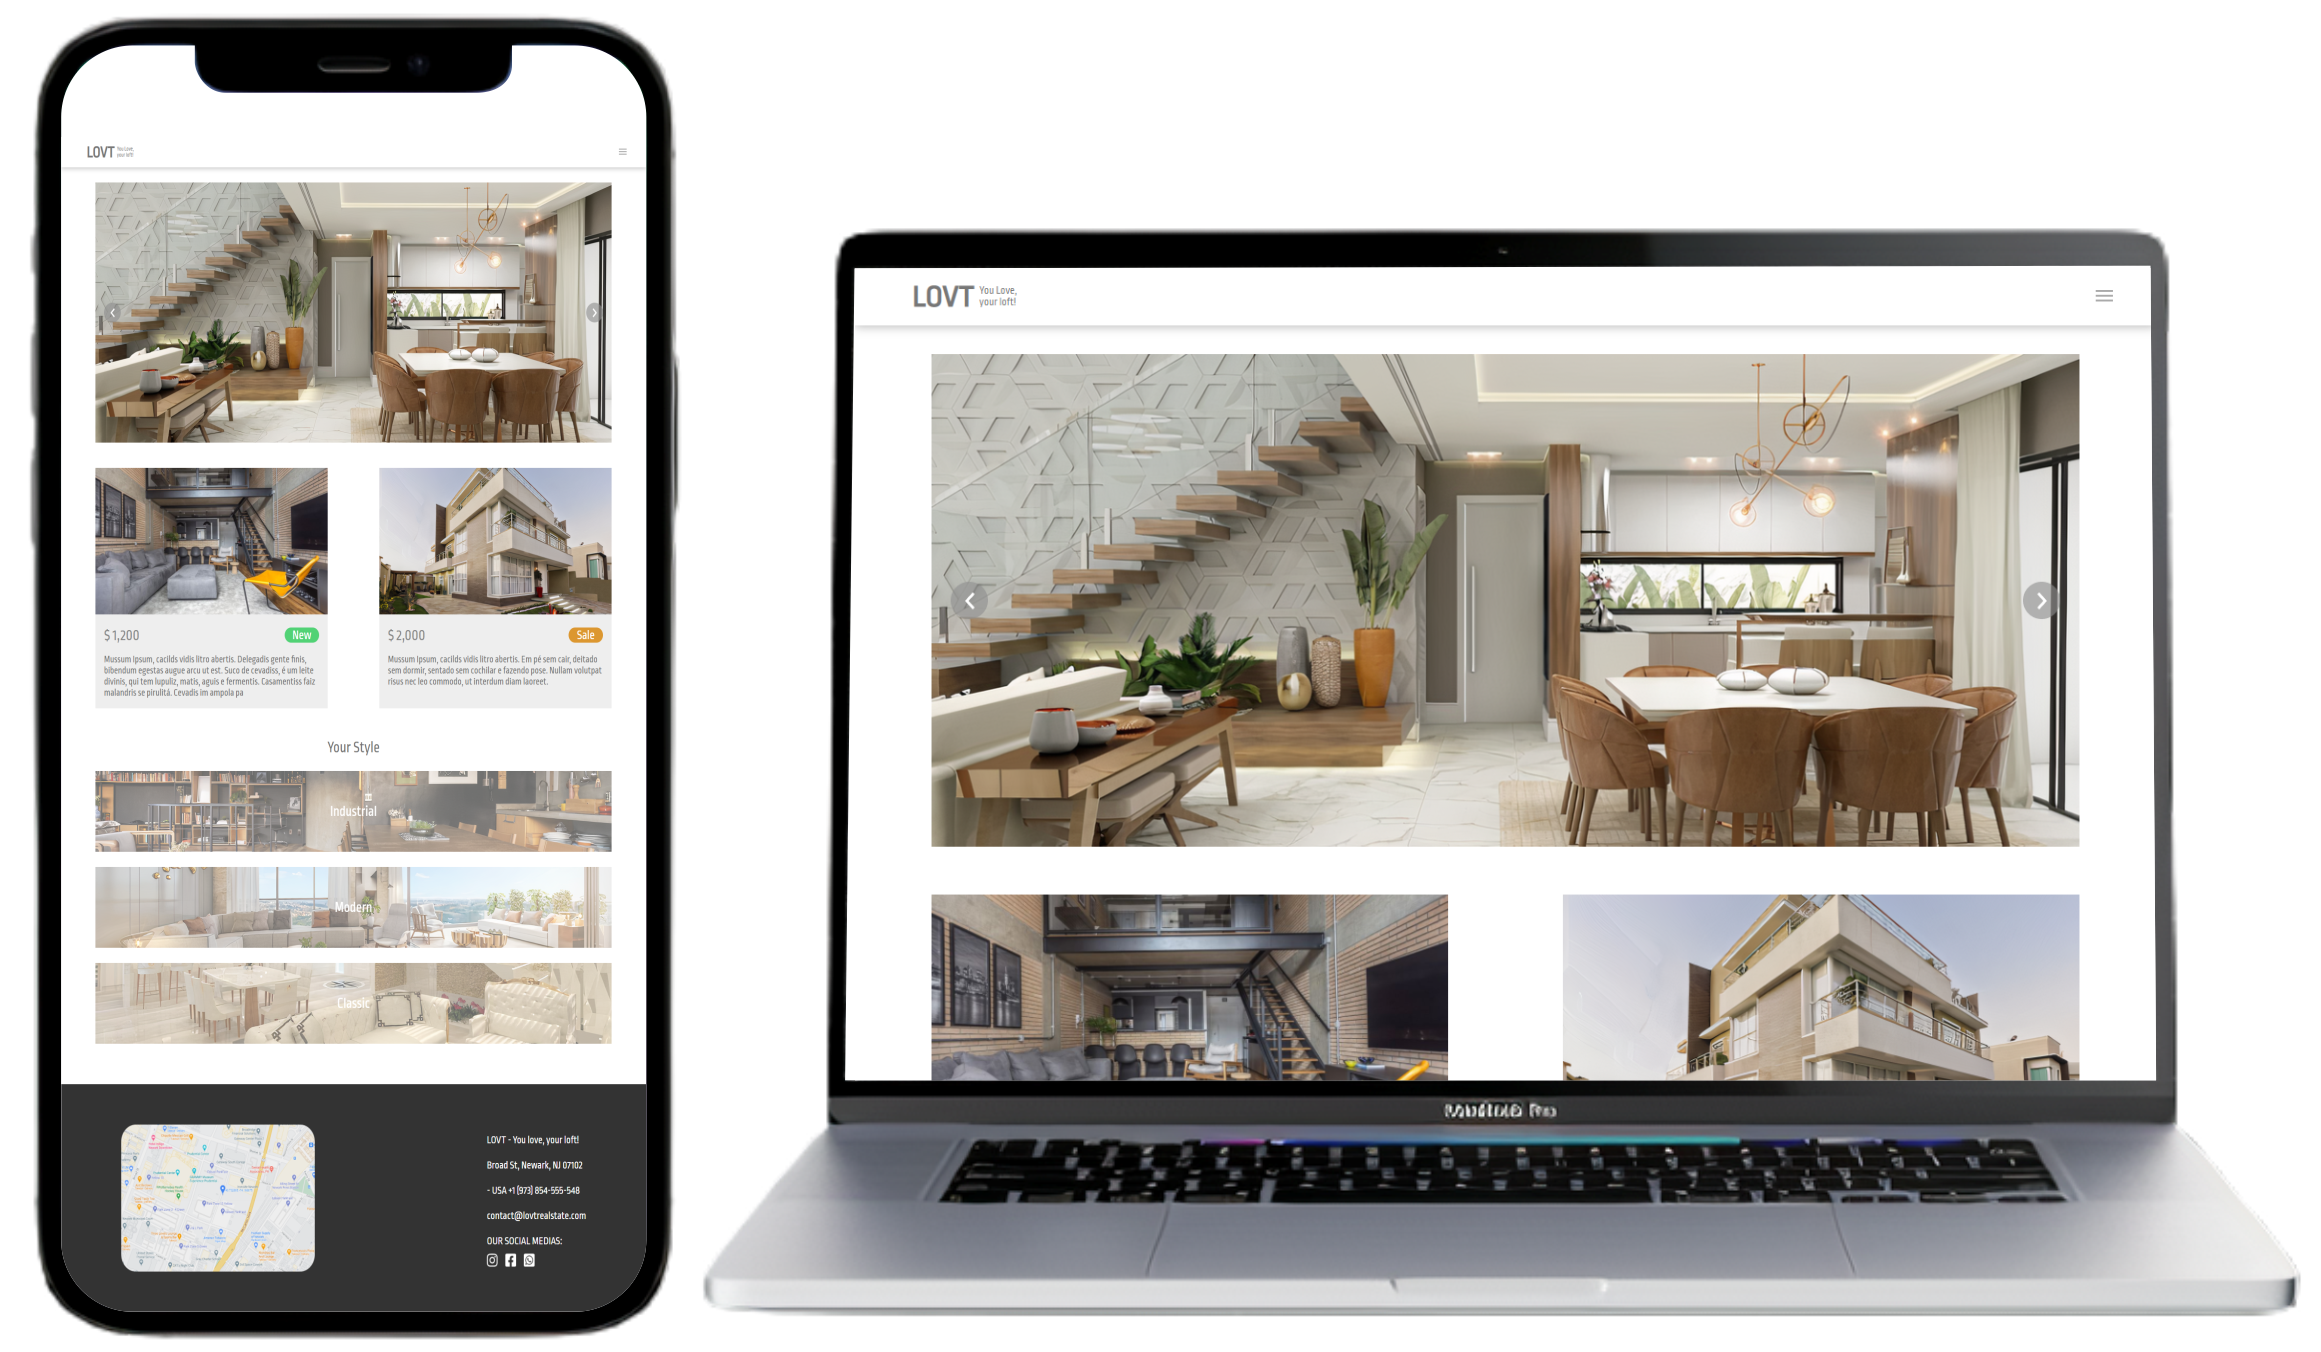 LOVT You Love,
your loft!
$ 1,200 New
Mussum Ipsum, cacilds vidis litro abertis. Delegadis gente finis,
bibendum egestas augue arcu ut est. Suco de cevadiss, é um leite
divinis, qui tem lupuliz, matis, aguis e fermentis. Casamentiss faiz
malandris se pirulitá. Cevadis im ampola pa
$ 2,000 Sale
Mussum Ipsum, cacilds vidis litro abertis. Em pé sem cair, deitado
sem dormir, sentado sem cochilar e fazendo pose. Nullam volutpat
risus nec leo commodo, ut interdum diam laoreet.
Your Style
Industrial
Modern
Classic
LOVT - You love, your loft!
Broad St, Newark, NJ 07102
- USA +1 (973) 854-555-548
contact@lovtrealstate.com
OUR SOCIAL MEDIAS:
LOVT You Love,
your loft!